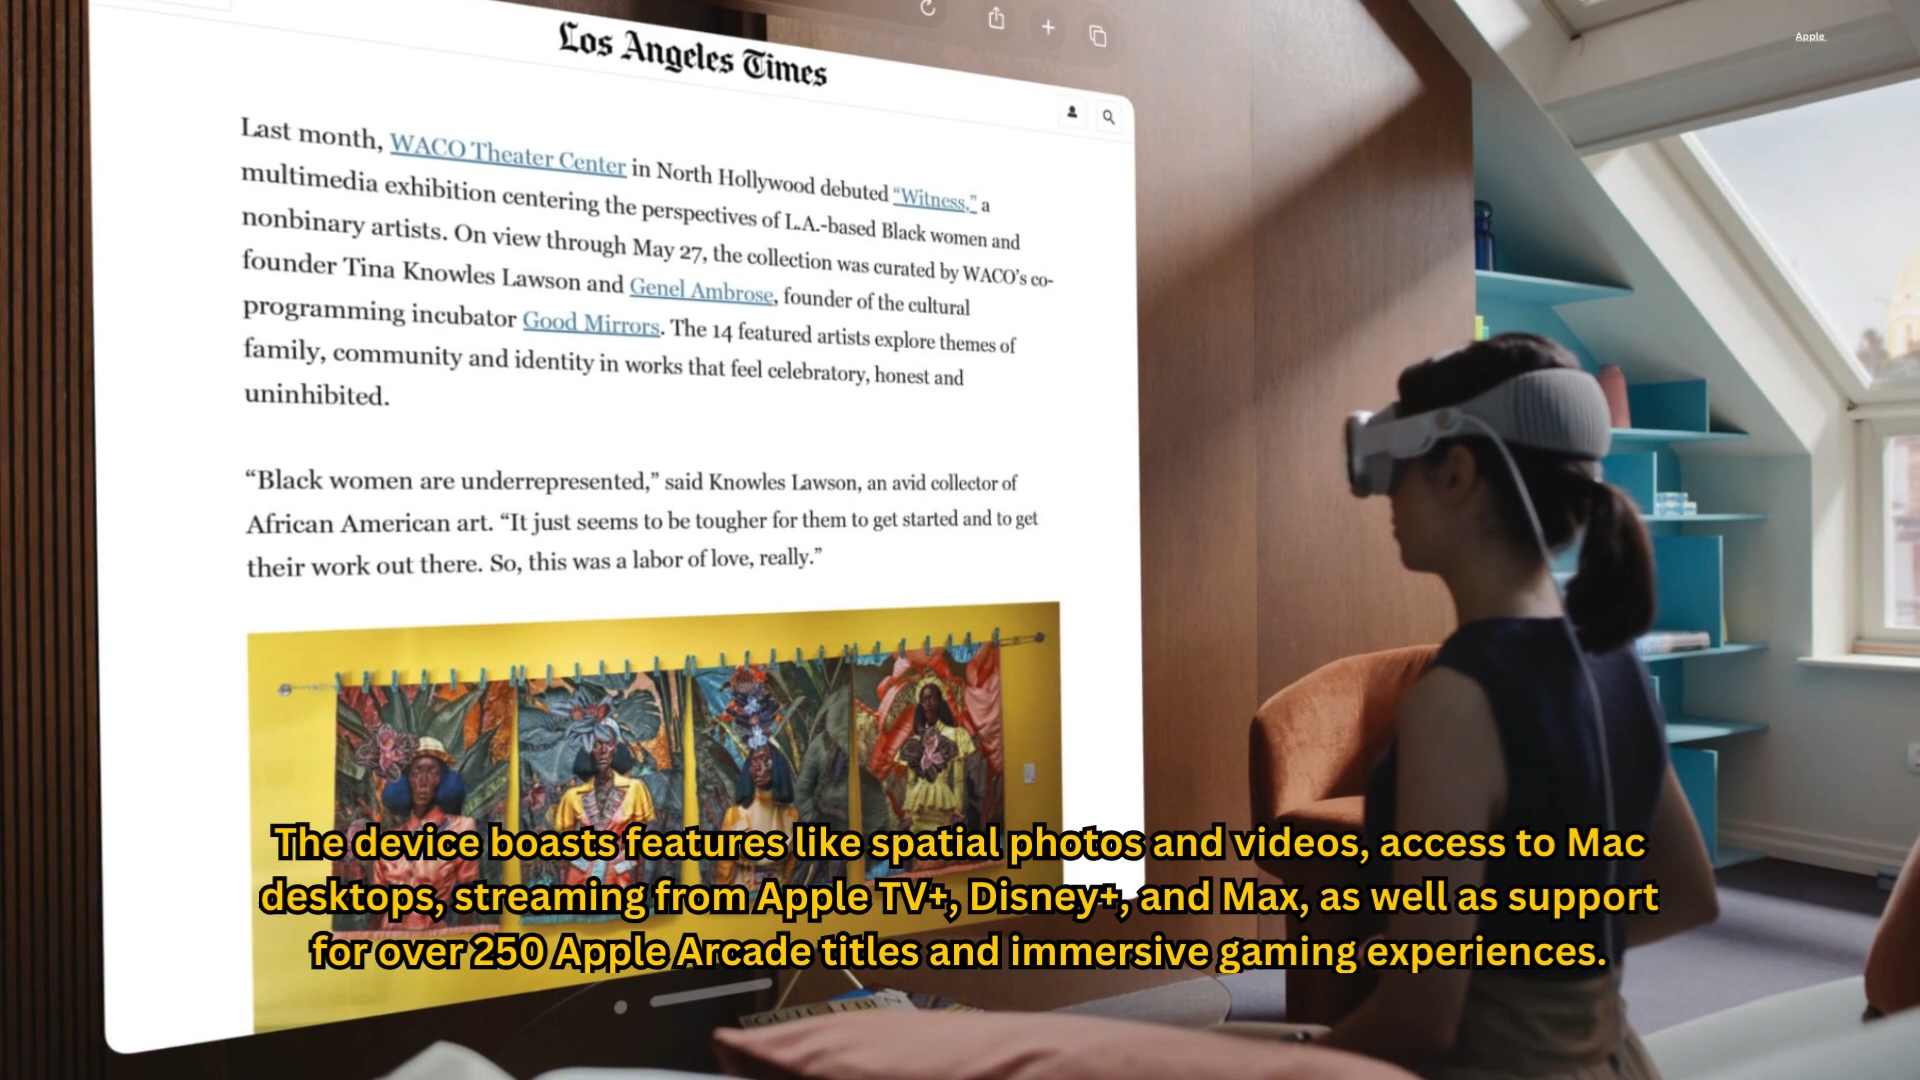 Los Angeles Times
Apple
Last month, WACO Theater Center in North Hollywood debuted “Witness,” a
multimedia exhibition centering the perspectives of L.A.-based Black women and
nonbinary artists. On view through May 27, the collection was curated by WACO’s co-
founder Tina Knowles Lawson and Genel Ambrose, founder of the cultural
programming incubator Good Mirrors. The 14 featured artists explore themes of
family, community and identity in works that feel celebratory, honest and
uninhibited.
“Black women are underrepresented,” said Knowles Lawson, an avid collector of
African American art. “It just seems to be tougher for them to get started and to get
their work out there. So, this was a labor of love, really.”
The device boasts features like spatial photos and videos, access to Mac
desktops, streaming from Apple TV+, Disney+, and Max, as well as support
for over 250 Apple Arcade titles and immersive gaming experiences.